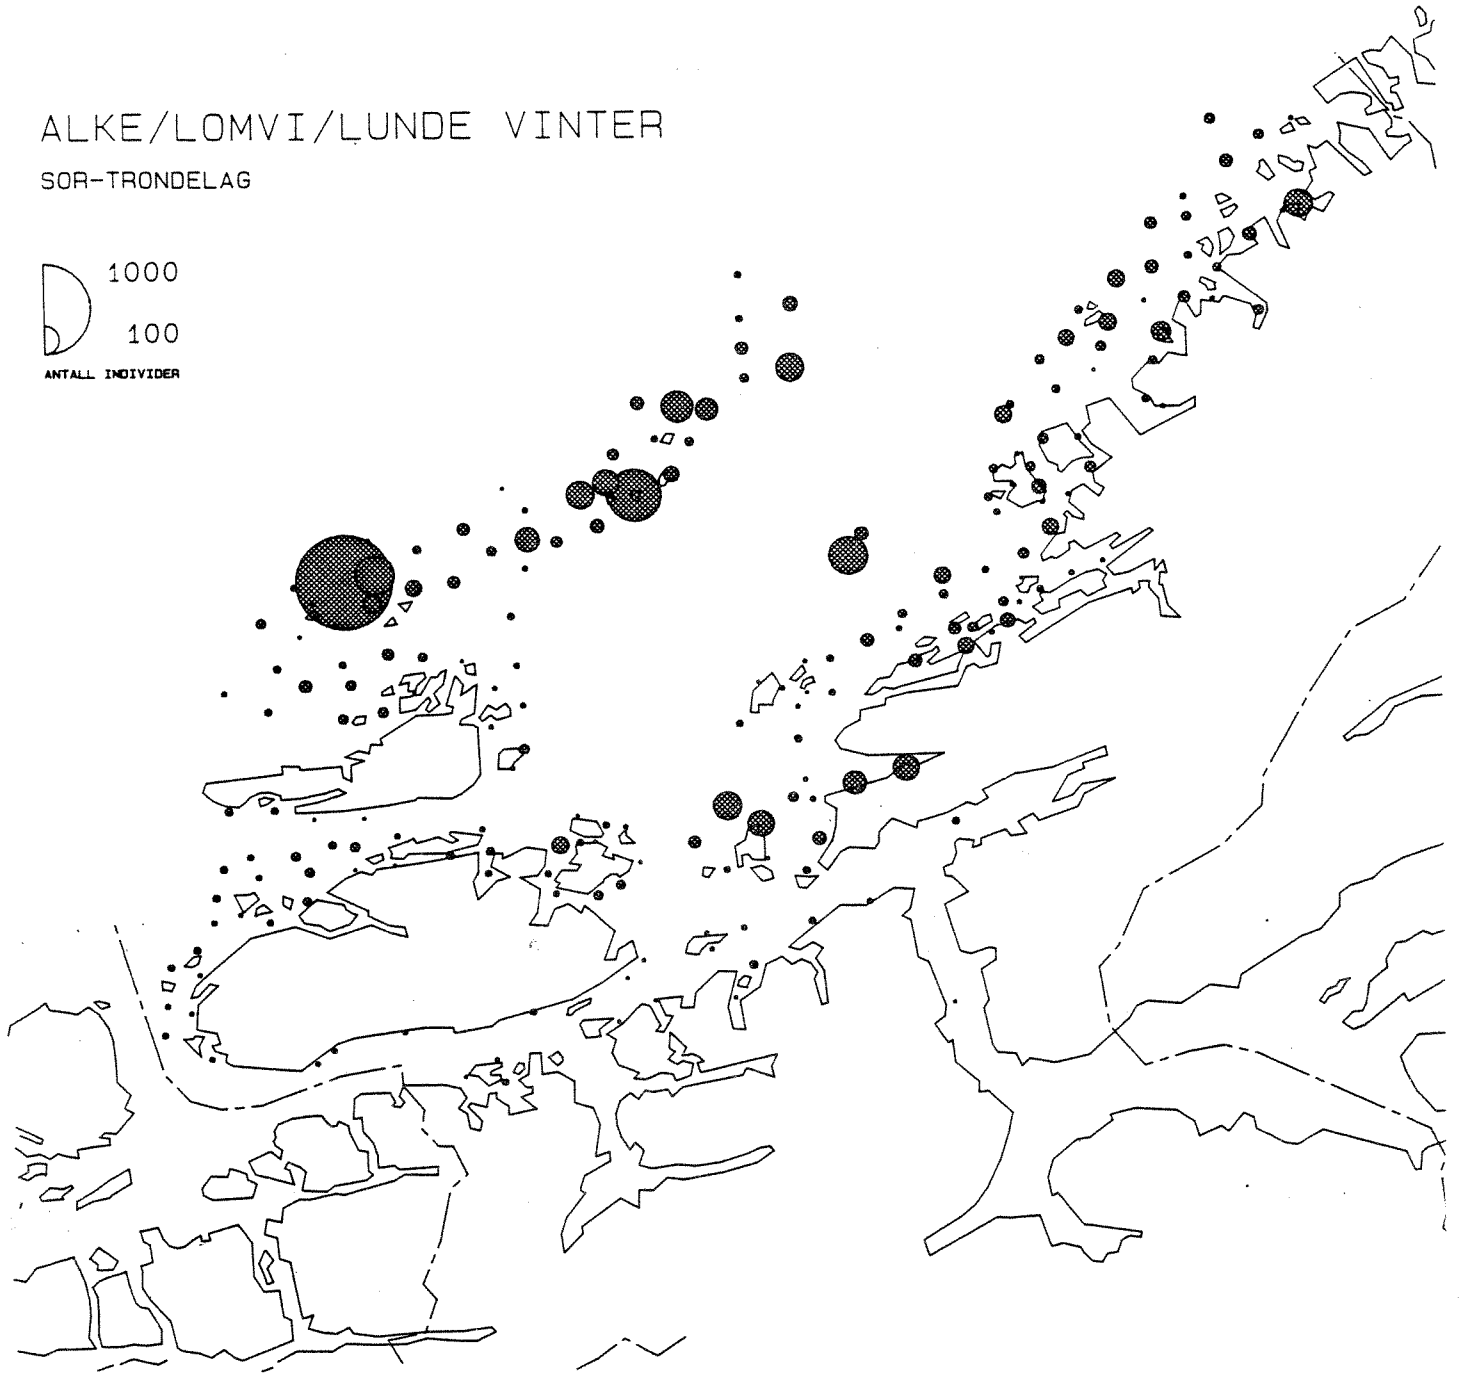 ALKE/LOMVI/LUNDE VINTER
SOR-TRONDELAG
1000
100
ANTALL INDIVIDER